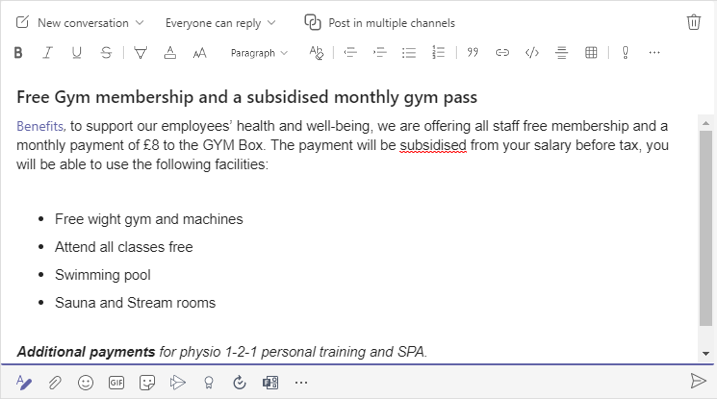 New conversation
Everyone can reply
Post in multiple channels
B I U S A AA Paragraph
Free Gym membership and a subsidised monthly gym pass
Benefits, to support our employees’ health and well-being, we are offering all staff free membership and a
monthly payment of £8 to the GYM Box. The payment will be subsidised from your salary before tax, you
will be able to use the following facilities:
• Free wight gym and machines
• Attend all classes free
• Swimming pool
• Sauna and Stream rooms
Additional payments for physio 1-2-1 personal training and SPA.
GIF